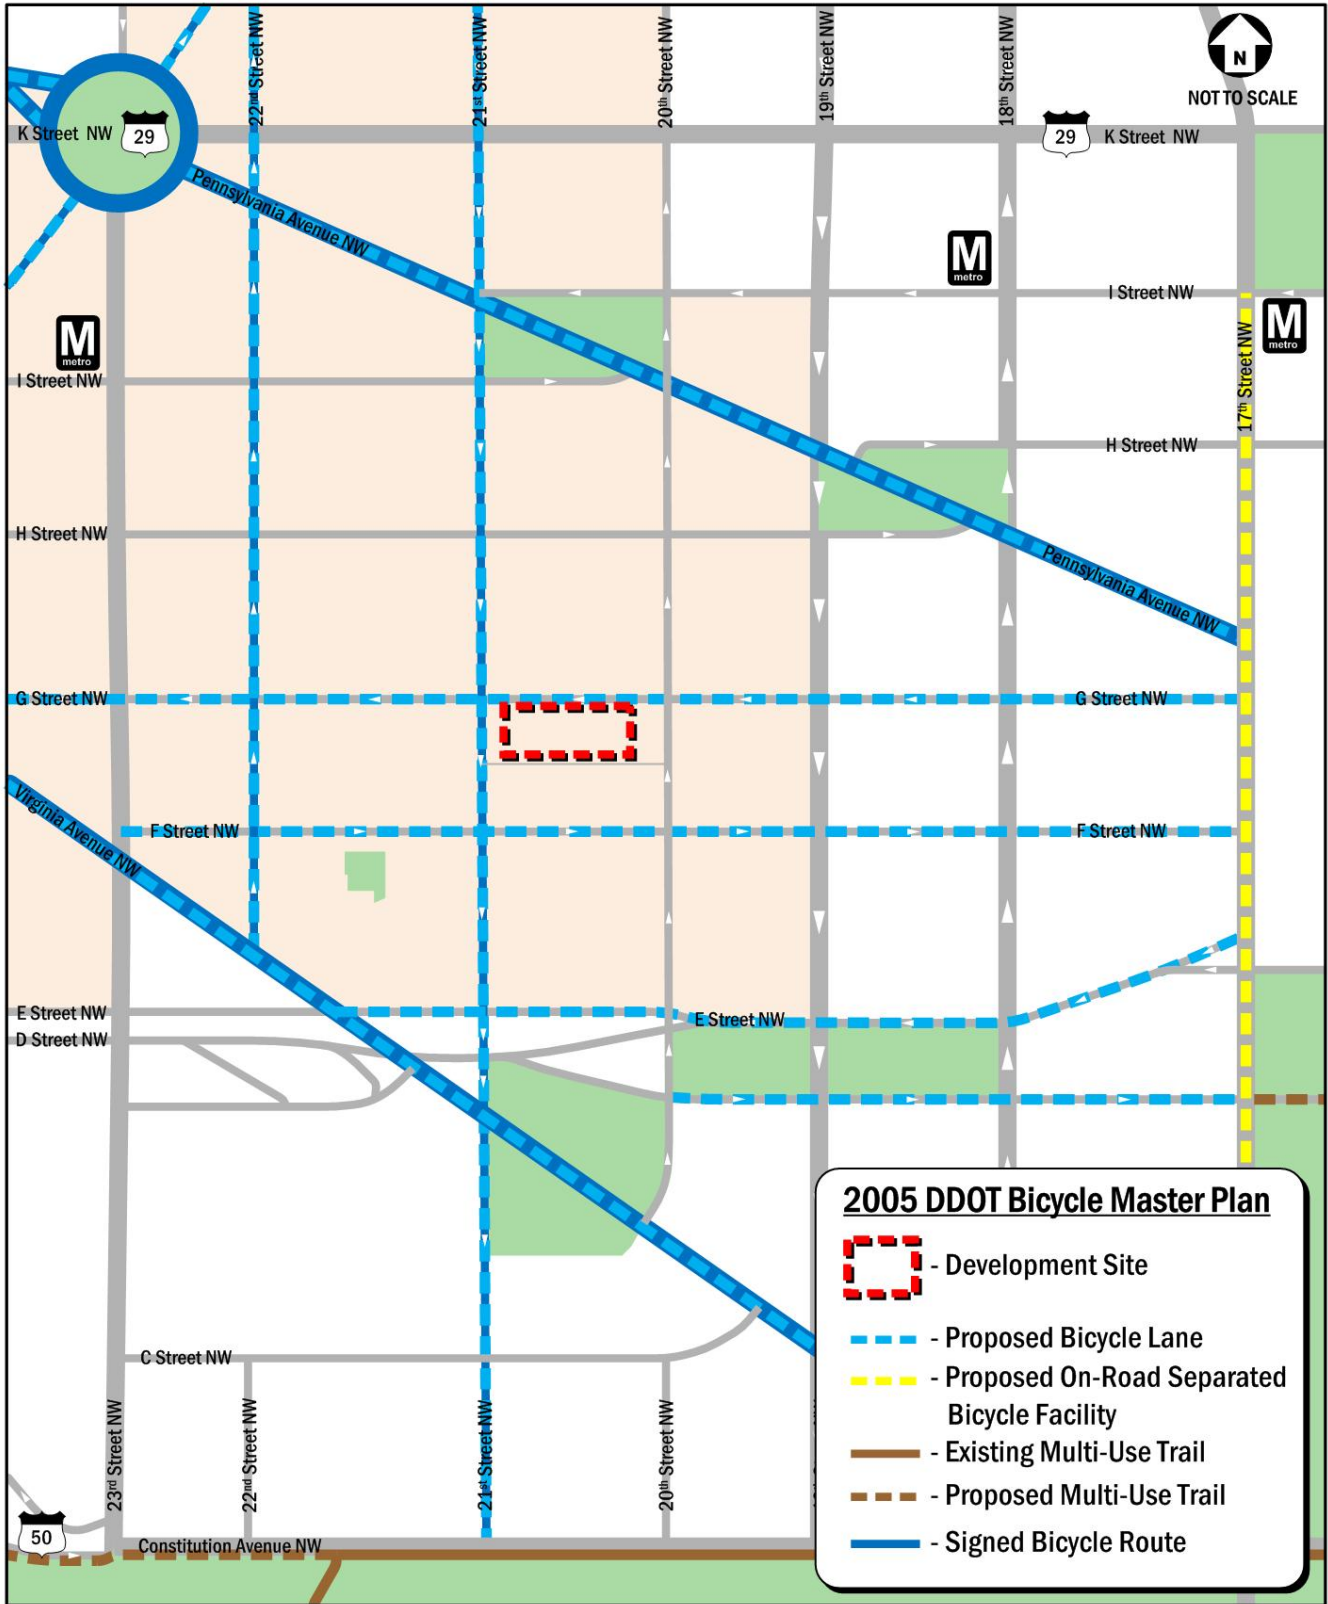 22nd Street NW
21st Street NW
20th Street NW
19th Street NW
18th Street NW
N
NOT TO SCALE
K Street NW
29
29
K Street NW
Pennsylvania Avenue NW
M
metro
I Street NW
M
metro
M
metro
17th Street NW
I Street NW
H Street NW
H Street NW
Pennsylvania Avenue NW
G Street NW
G Street NW
Virginia Avenue NW
F Street NW
F Street NW
E Street NW
E Street NW
D Street NW
C Street NW
23rd Street NW
22nd Street NW
21st Street NW
20th Street NW
50
Constitution Avenue NW
2005 DDOT Bicycle Master Plan
- Development Site
- Proposed Bicycle Lane
- Proposed On-Road Separated
Bicycle Facility
- Existing Multi-Use Trail
- Proposed Multi-Use Trail
- Signed Bicycle Route